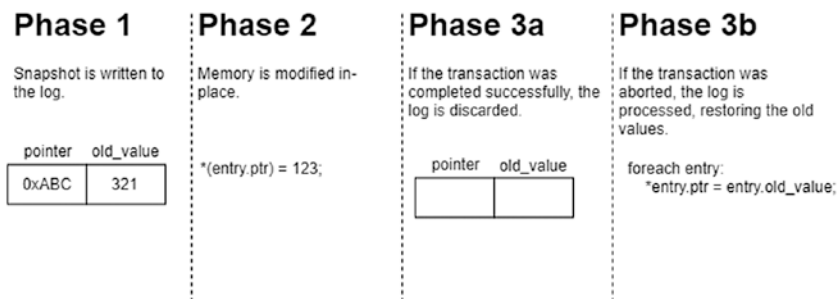 Phase 1
Snapshot is written to
the log.
pointer old_value
0xABC 321
Phase 2
Memory is modified in-
place.
*(entry.ptr) = 123;
Phase 3a
If the transaction was
completed successfully, the
log is discarded.
pointer old_value
Phase 3b
If the transaction was
aborted, the log is
processed, restoring the old
values.
foreach entry:
*entry.ptr = entry.old_value;